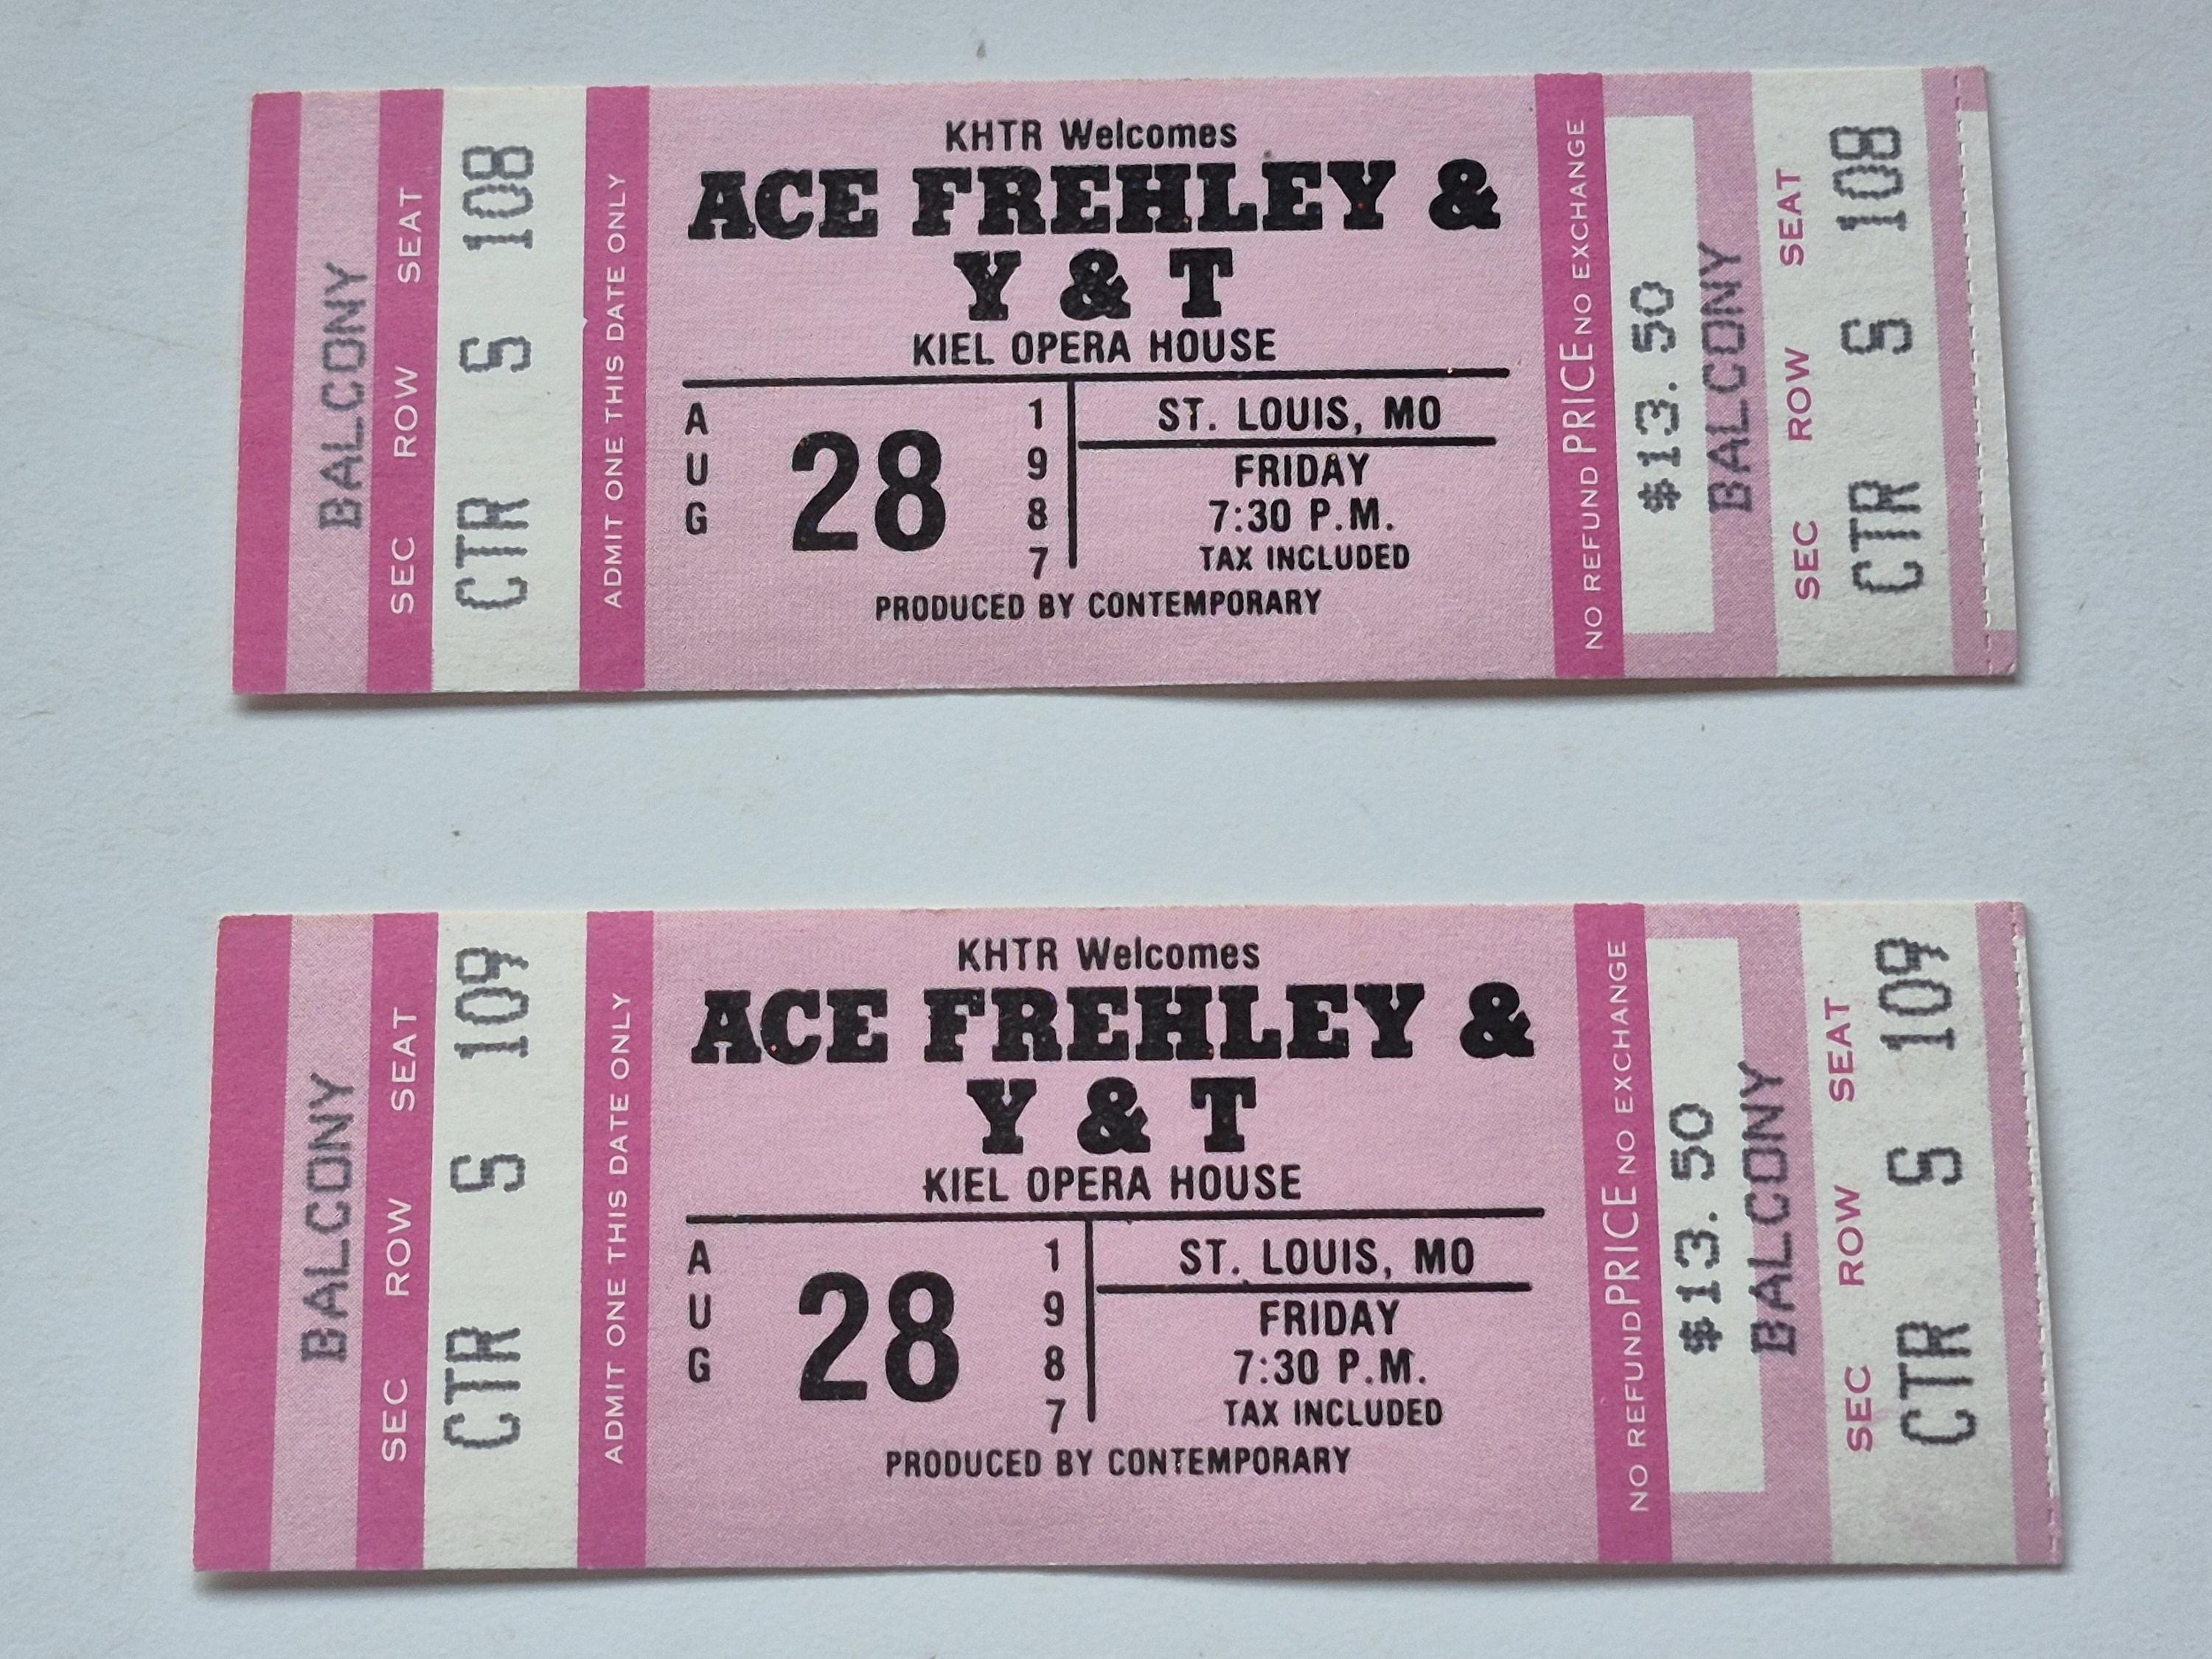 BALCONY
SEC ROW SEAT
CTR S 108
ADMIT ONE THIS DATE ONLY
KHTR Welcomes
ACE FREHLEY &
Y & T
KIEL OPERA HOUSE
AUG 28 1987
ST. LOUIS, MO
FRIDAY
7:30 P.M.
TAX INCLUDED
PRODUCED BY CONTEMPORARY
NO REFUND PRICE NO EXCHANGE
$13.50
BALCONY
SEC ROW SEAT
CTR S 108
BALCONY
SEC ROW SEAT
CTR S 109
ADMIT ONE THIS DATE ONLY
KHTR Welcomes
ACE FREHLEY &
Y & T
KIEL OPERA HOUSE
AUG 28 1987
ST. LOUIS, MO
FRIDAY
7:30 P.M.
TAX INCLUDED
PRODUCED BY CONTEMPORARY
NO REFUND PRICE NO EXCHANGE
$13.50
BALCONY
SEC ROW SEAT
CTR S 109